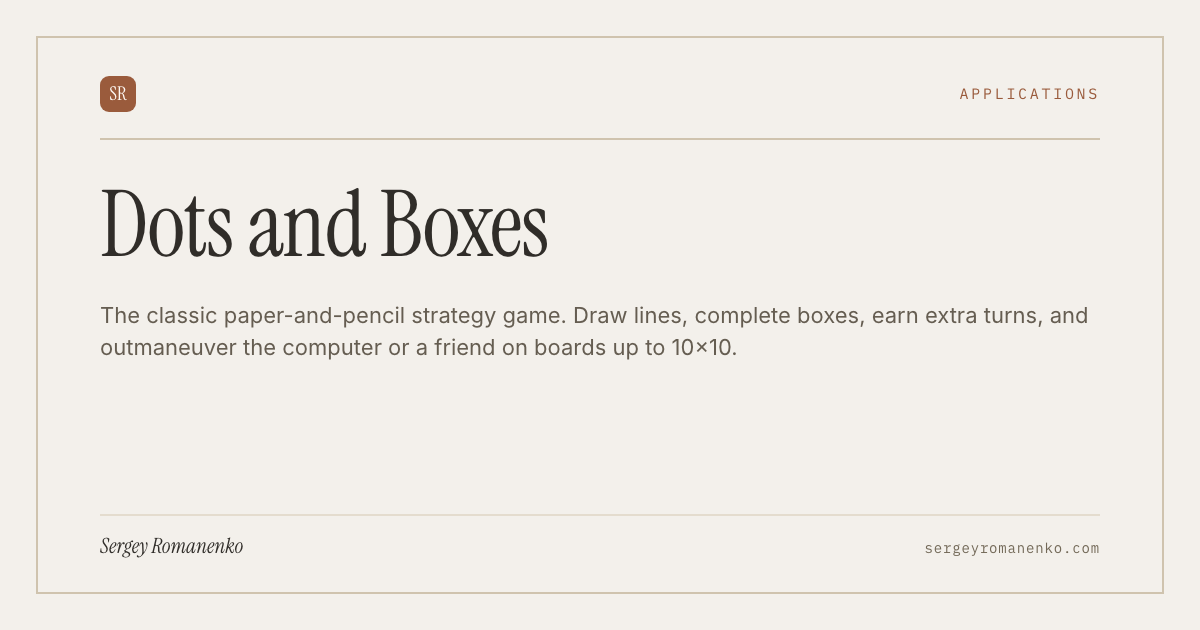 SR
APPLICATIONS
Dots and Boxes
The classic paper-and-pencil strategy game. Draw lines, complete boxes, earn extra turns, and
outmaneuver the computer or a friend on boards up to 10×10.
Sergey Romanenko
sergeyromanenko.com